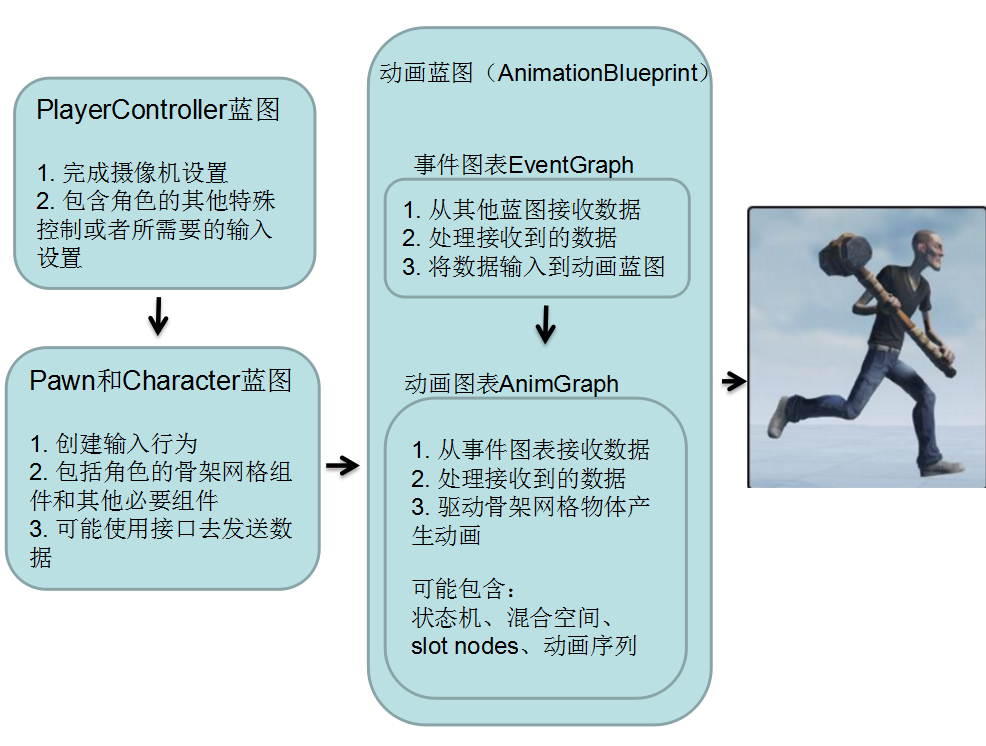 PlayerController蓝图
1. 完成摄像机设置
2. 包含角色的其他特殊
控制或者所需要的输入
设置
Pawn和Character蓝图
1. 创建输入行为
2. 包括角色的骨架网格组
件和其他必要组件
3. 可能使用接口去发送数
据
动画蓝图（AnimationBlueprint）
事件图表EventGraph
1. 从其他蓝图接收数据
2. 处理接收到的数据
3. 将数据输入到动画蓝图
动画图表AnimGraph
1. 从事件图表接收数据
2. 处理接收到的数据
3. 驱动骨架网格物体产
生动画
可能包含：
状态机、混合空间、
slot nodes、动画序列